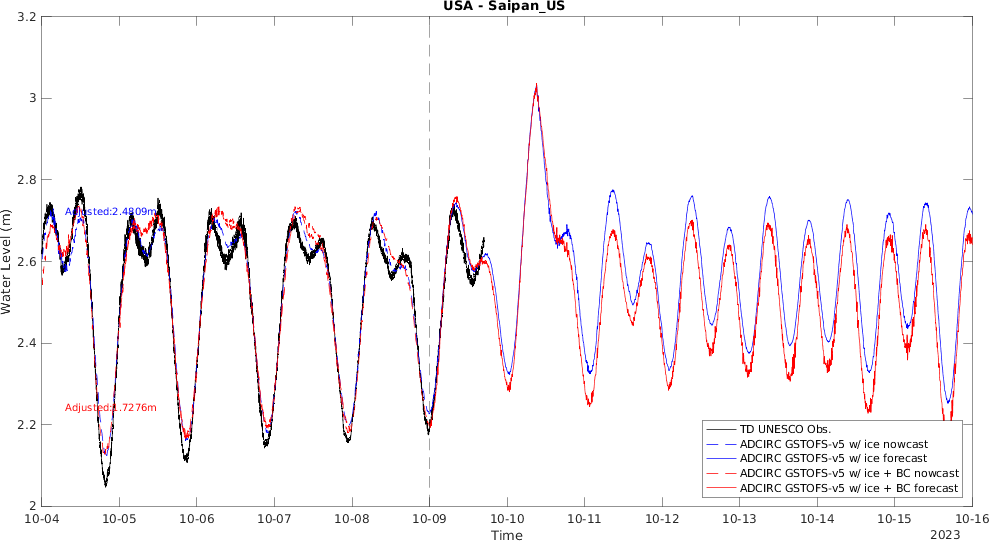 USA - Saipan_US
3.2
3
2.8
2.6
2.4
2.2
2
Water Level (m)
Adjusted:2.4809m
Adjusted:1.7276m
TD UNESCO Obs.
ADCIRC GSTOFS-v5 w/ ice nowcast
ADCIRC GSTOFS-v5 w/ ice forecast
ADCIRC GSTOFS-v5 w/ ice + BC nowcast
ADCIRC GSTOFS-v5 w/ ice + BC forecast
10-04 10-05 10-06 10-07 10-08 10-09 10-10 10-11 10-12 10-13 10-14 10-15 10-16
Time
2023